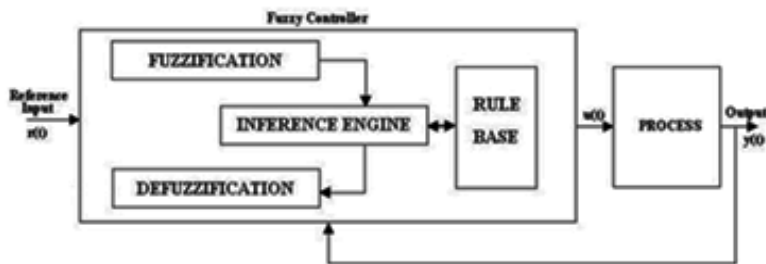 Fuzzy Controller
FUZZIFICATION
Reference
Input
r(t)
INFERENCE ENGINE
RULE
BASE
DEFUZZIFICATION
u(t)
PROCESS
Output
y(t)